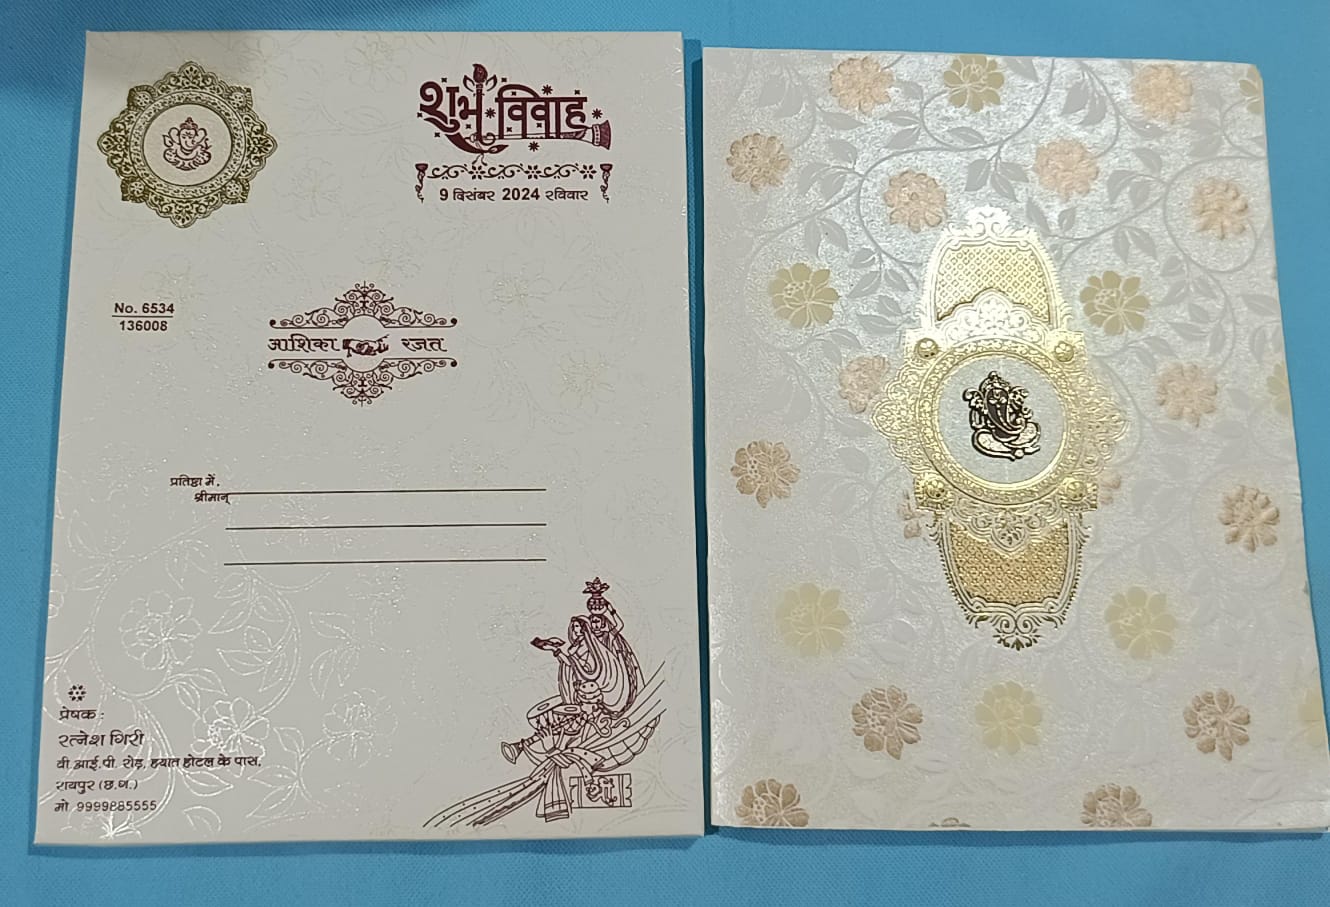 शुभ विवाह
9 दिसंबर 2024 रविवार
No. 6534
136008
आशिका रजत
प्रतिष्ठा में,
श्रीमान्
प्रेषक :
रत्नेश गिरी
वी.आई.पी. रोड़, हयात होटल के पास,
रायपुर (छ.ग.)
मो. 9999885555
श्री